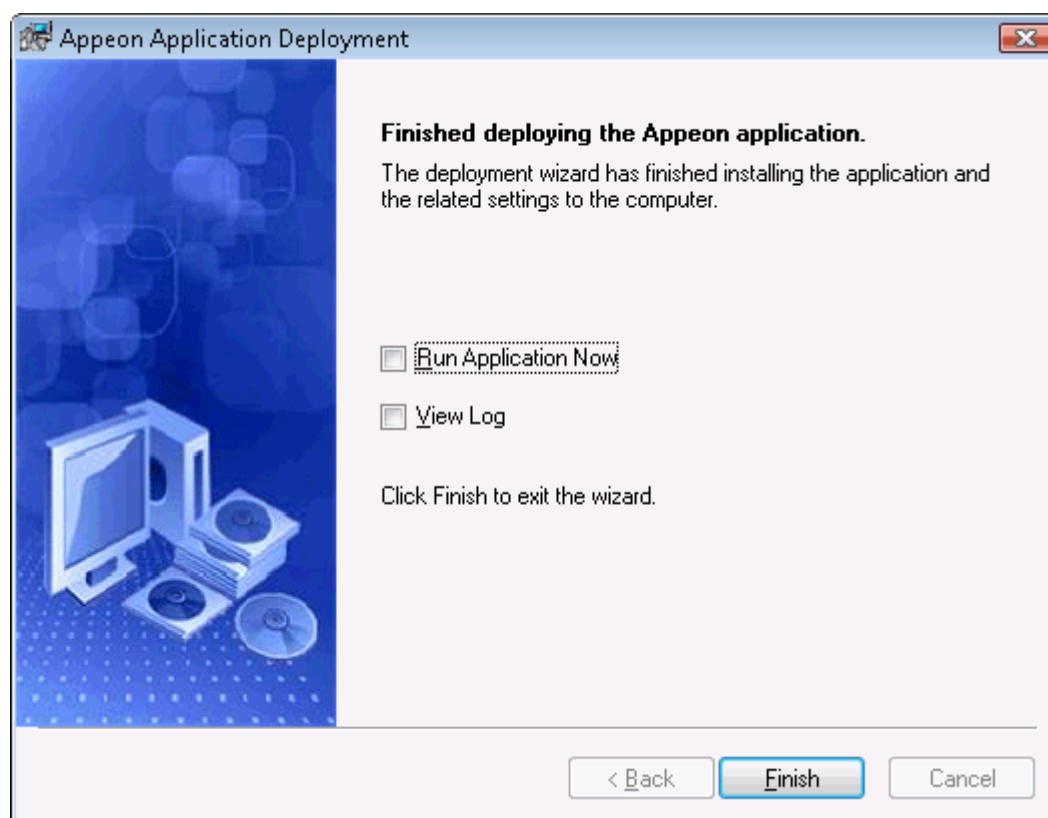 Appeon Application Deployment
Finished deploying the Appeon application.
The deployment wizard has finished installing the application and
the related settings to the computer.
Run Application Now
View Log
Click Finish to exit the wizard.
< Back
Finish
Cancel